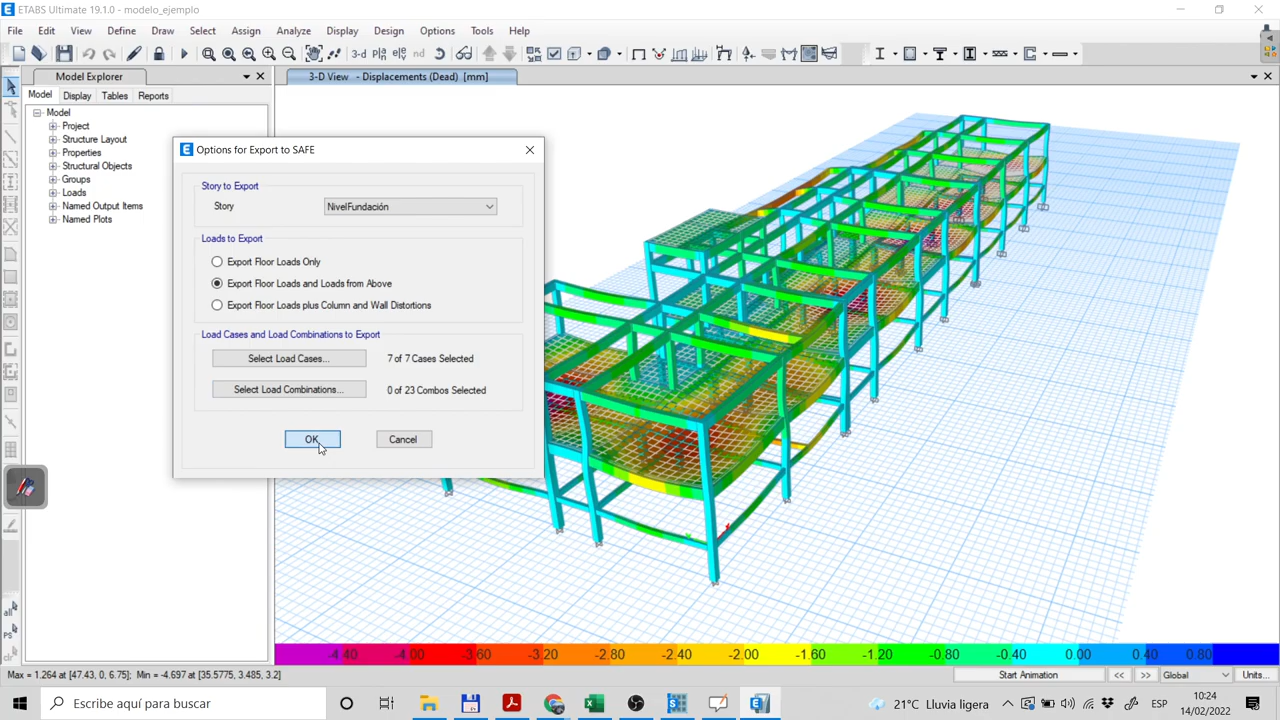 ETABS Ultimate 19.1.0 - modelo_ejemplo
File Edit View Define Draw Select Assign Analyze Display Design Options Tools Help
3-d nd
Model Explorer
3-D View - Displacements (Dead) [mm]
Model Display Tables Reports
Model
Project
Structure Layout
Properties
Structural Objects
Groups
Loads
Named Output Items
Named Plots
Options for Export to SAFE
Story to Export
Story NivelFundación
Loads to Export
Export Floor Loads Only
Export Floor Loads and Loads from Above
Export Floor Loads plus Column and Wall Distortions
Load Cases and Load Combinations to Export
Select Load Cases... 7 of 7 Cases Selected
Select Load Combinations... 0 of 23 Combos Selected
OK Cancel
all
PS
clr
-4.40 -4.00 -3.60 -3.20 -2.80 -2.40 -2.00 -1.60 -1.20 -0.80 -0.40 0.00 0.40 0.80
Max = 1.264 at [47.43, 0, 6.75]; Min = -4.697 at [35.5775, 3.485, 3.2]
Start Animation << >> Global Units...
Escribe aquí para buscar
21°C Lluvia ligera
ESP
10:24
14/02/2022